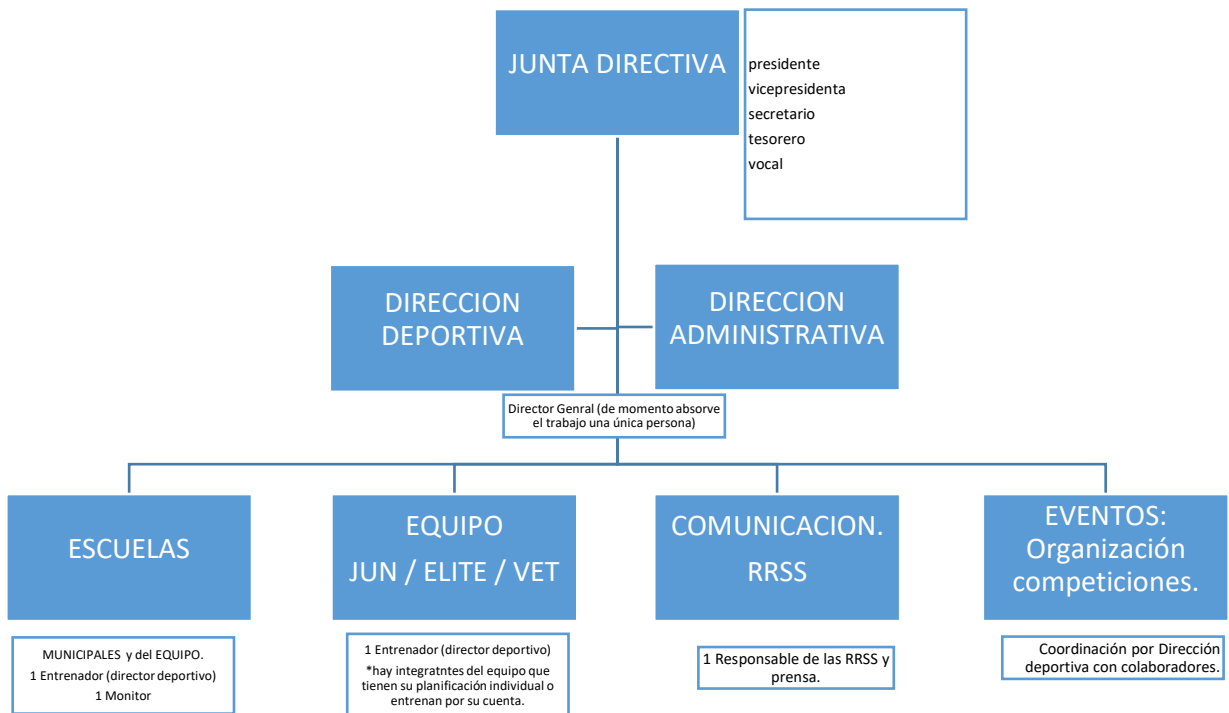 JUNTA DIRECTIVA
presidente
vicepresidenta
secretario
tesorero
vocal
DIRECCION
DEPORTIVA
DIRECCION
ADMINISTRATIVA
Director Genral (de momento absorve
el trabajo una única persona)
ESCUELAS
EQUIPO
JUN / ELITE / VET
COMUNICACION.
RRSS
EVENTOS:
Organización
competiciones.
MUNICIPALES y del EQUIPO.
1 Entrenador (director deportivo)
1 Monitor
1 Entrenador (director deportivo)
*hay integratntes del equipo que
tienen su planificación individual o
entrenan por su cuenta.
1 Responsable de las RRSS y
prensa.
Coordinación por Dirección
deportiva con colaboradores.